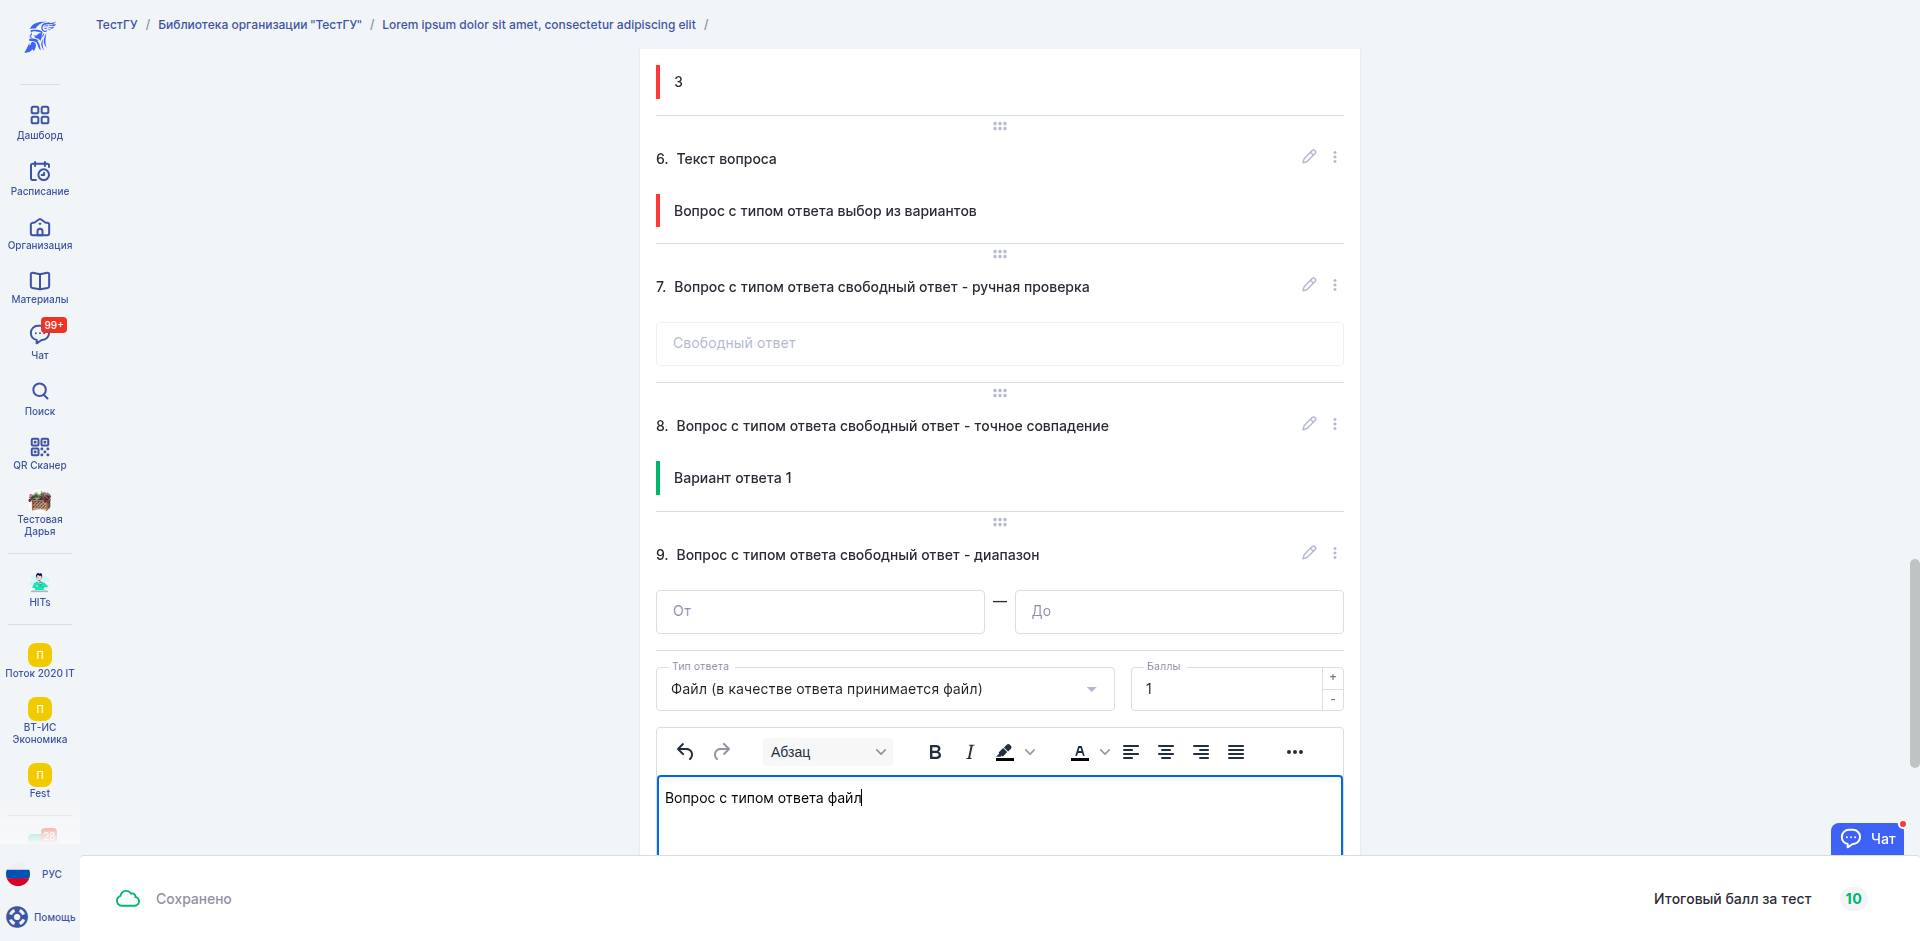 ТестГУ / Библиотека организации "ТестГУ" / Lorem ipsum dolor sit amet, consectetur adipiscing elit /
Дашборд
Расписание
Организация
Материалы
99+
Чат
Поиск
QR Сканер
Тестовая
Дарья
HITs
П
Поток 2020 IT
П
ВТ-ИС
Экономика
П
Fest
28
РУС
Помощь
3
6. Текст вопроса
Вопрос с типом ответа выбор из вариантов
7. Вопрос с типом ответа свободный ответ - ручная проверка
Свободный ответ
8. Вопрос с типом ответа свободный ответ - точное совпадение
Вариант ответа 1
9. Вопрос с типом ответа свободный ответ - диапазон
От — До
Тип ответа
Файл (в качестве ответа принимается файл)
Баллы
1
+
-
Абзац B I A
Вопрос с типом ответа файл
Чат
Сохранено
Итоговый балл за тест 10